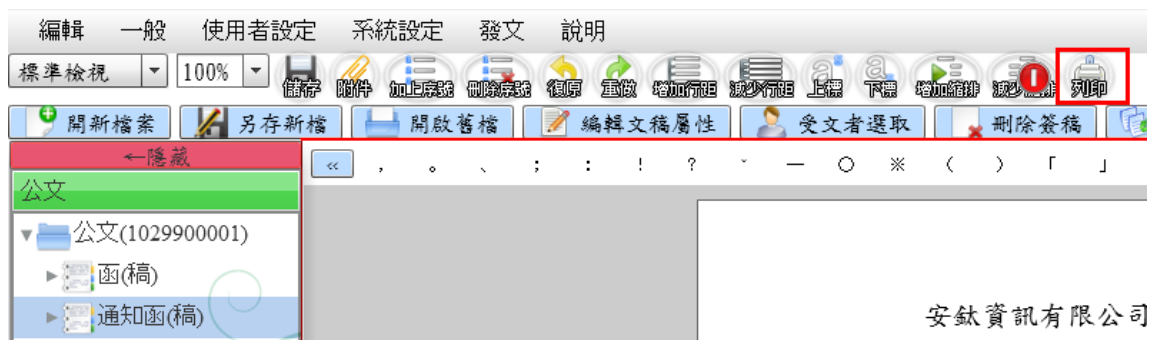 編輯 一般 使用者設定 系統設定 發文 說明
標準檢視 100% 儲存 附件 加上序號 刪除序號 復原 重做 增加行距 減少行距 上標 下標 增加縮排 減少縮排 1 列印
開新檔案 另存新檔 開啟舊檔 編輯文稿屬性 受文者選取 刪除簽稿
←隱藏 « , 。 、 ; : ! ? ˇ — ○ ※ ( ) 「 」
公文
公文(1029900001)
函(稿)
通知函(稿)
安鈦資訊有限公司